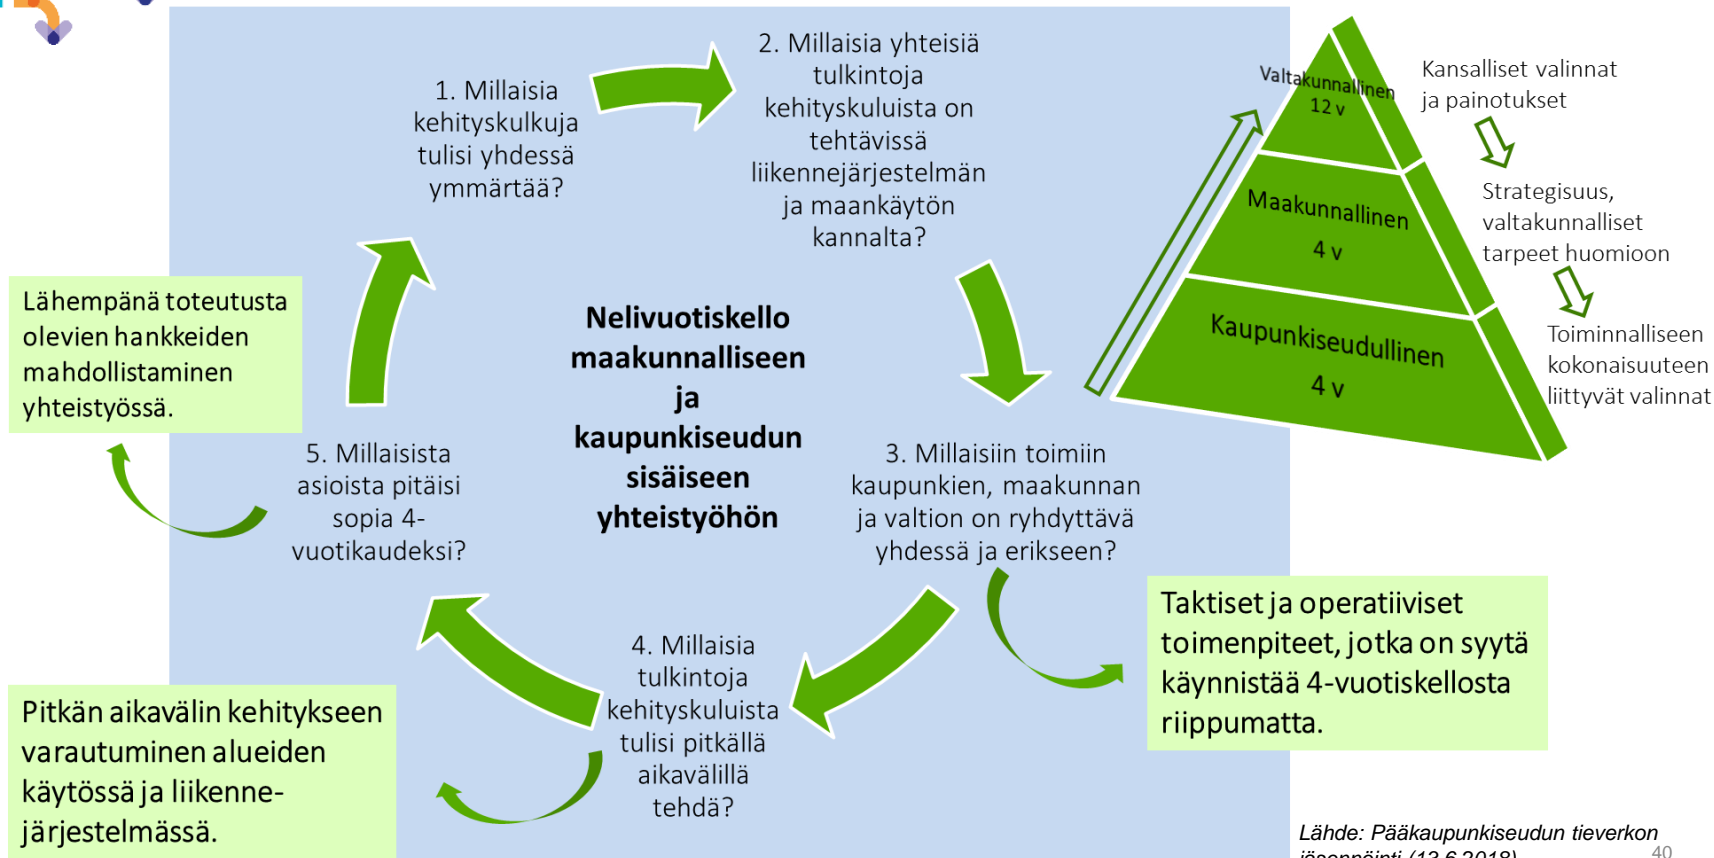 1. Millaisia
kehityskulkuja
tulisi yhdessä
ymmärtää?
2. Millaisia yhteisiä
tulkintoja
kehityskuluista on
tehtävissä
liikennejärjestelmän
ja maankäytön
kannalta?
Valtakunnallinen
12 v
Maakunnallinen
4 v
Kaupunkiseudullinen
4 v
Kansalliset valinnat
ja painotukset
Strategisuus,
valtakunnalliset
tarpeet huomioon
Toiminnalliseen
kokonaisuuteen
liittyvät valinnat
Lähempänä toteutusta
olevien hankkeiden
mahdollistaminen
yhteistyössä.
Nelivuotiskello
maakunnalliseen
ja
kaupunkiseudun
sisäiseen
yhteistyöhön
5. Millaisista
asioista pitäisi
sopia 4-
vuotikaudeksi?
3. Millaisiin toimiin
kaupunkien, maakunnan
ja valtion on ryhdyttävä
yhdessä ja erikseen?
Taktiset ja operatiiviset
toimenpiteet, jotka on syytä
käynnistää 4-vuotiskellosta
riippumatta.
4. Millaisia
tulkintoja
kehityskuluista
tulisi pitkällä
aikavälillä
tehdä?
Pitkän aikavälin kehitykseen
varautuminen alueiden
käytössä ja liikenne-
järjestelmässä.
Lähde: Pääkaupunkiseudun tieverkon
jäsennöinti (13.6.2018)
40